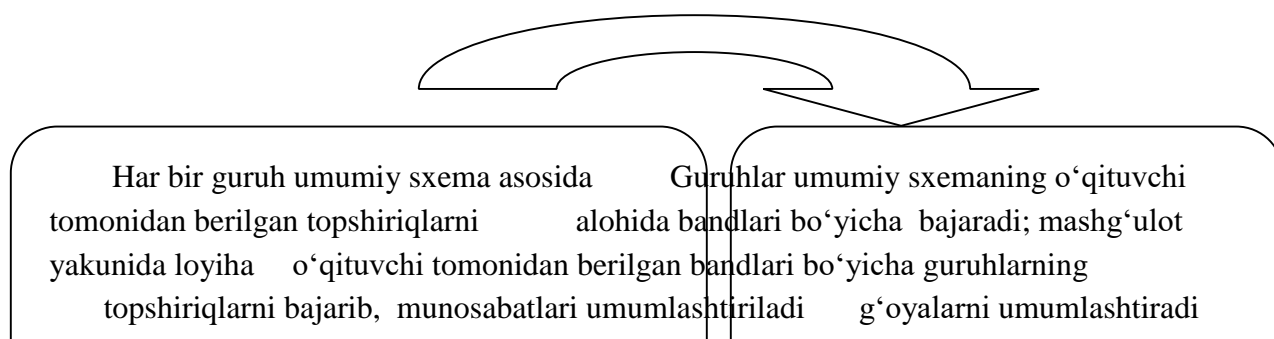 Har bir guruh umumiy sxema asosida Guruhlar umumiy sxemaning o‘qituvchi
tomonidan berilgan topshiriqlarni alohida bandlari bo‘yicha bajaradi; mashg‘ulot
yakunida loyiha o‘qituvchi tomonidan berilgan bandlari bo‘yicha guruhlarning
topshiriqlarni bajarib, munosabatlari umumlashtiriladi g‘oyalarni umumlashtiradi